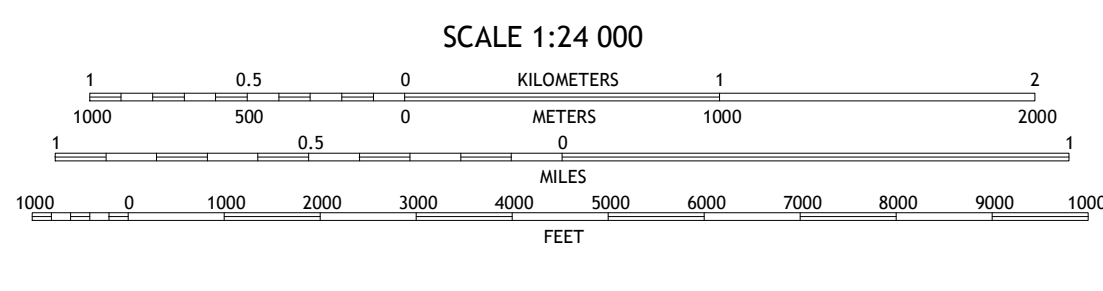 SCALE 1:24 000
1 0.5 0 KILOMETERS 1 2
1000 500 0 METERS 1000 2000
1 0.5 0 1
MILES
1000 0 1000 2000 3000 4000 5000 6000 7000 8000 9000 1000
FEET